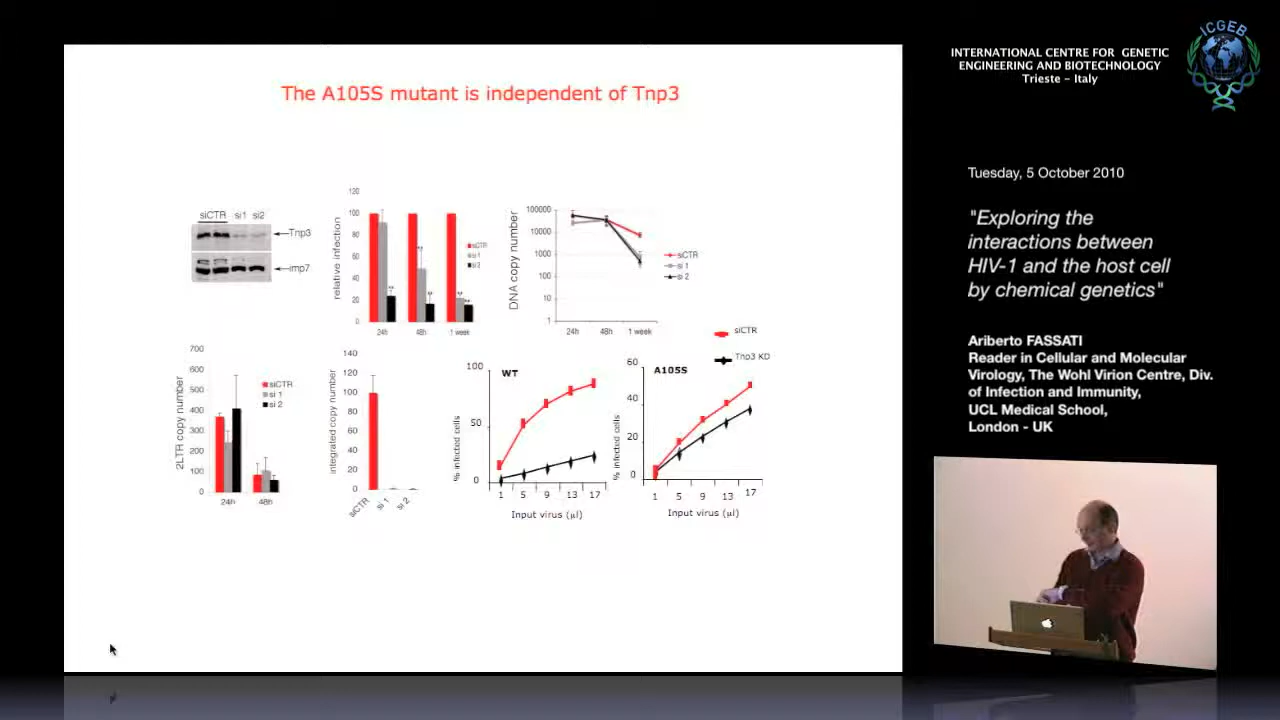 The A105S mutant is independent of Tnp3
siCTR si1 si2
Tnp3
imp7
relative infection
120
100
80
60
40
20
0
24h 48h 1 week
siCTR
si 1
si 2
DNA copy number
100000
10000
1000
100
10
1
24h 48h 1 week
siCTR
si 1
si 2
2LTR copy number
700
600
500
400
300
200
100
0
24h 48h
siCTR
si 1
si 2
integrated copy number
140
120
100
80
60
40
20
0
siCTR si 1 si 2
WT
% infected cells
100
50
0
1 5 9 13 17
Input virus (µl)
siCTR
Tnp3 KD
A105S
% infected cells
60
40
20
0
1 5 9 13 17
Input virus (µl)
INTERNATIONAL CENTRE FOR GENETIC
ENGINEERING AND BIOTECHNOLOGY
Trieste - Italy
ICGEB
Tuesday, 5 October 2010
"Exploring the
interactions between
HIV-1 and the host cell
by chemical genetics"
Ariberto FASSATI
Reader in Cellular and Molecular
Virology, The Wohl Virion Centre, Div.
of Infection and Immunity,
UCL Medical School,
London - UK